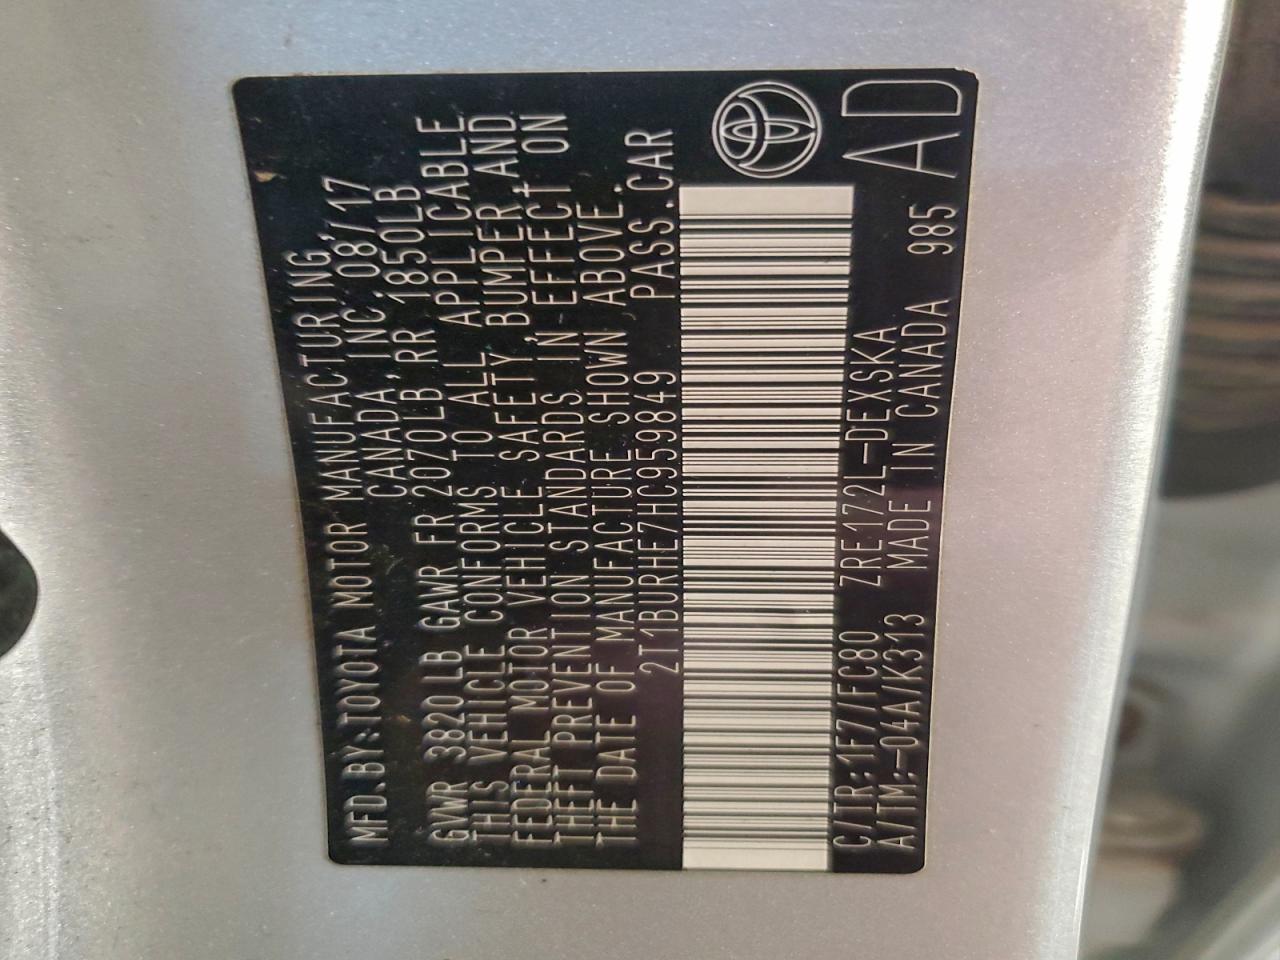 MFD.BY:TOYOTA MOTOR MANUFACTURING,
CANADA, INC. 08/17
GVWR 3820 LB GAWR FR 2070LB RR 1850LB
THIS VEHICLE CONFORMS TO ALL APPLICABLE
FEDERAL MOTOR VEHICLE SAFETY, BUMPER,AND
THEFT PREVENTION STANDARDS IN EFFECT ON
THE DATE OF MANUFACTURE SHOWN ABOVE.
2T1BURHE7HC959849 PASS.CAR
C/TR:1F7/FC80 ZRE172L-DEXSKA
A/TM:-04A/K313 MADE IN CANADA 985 AD